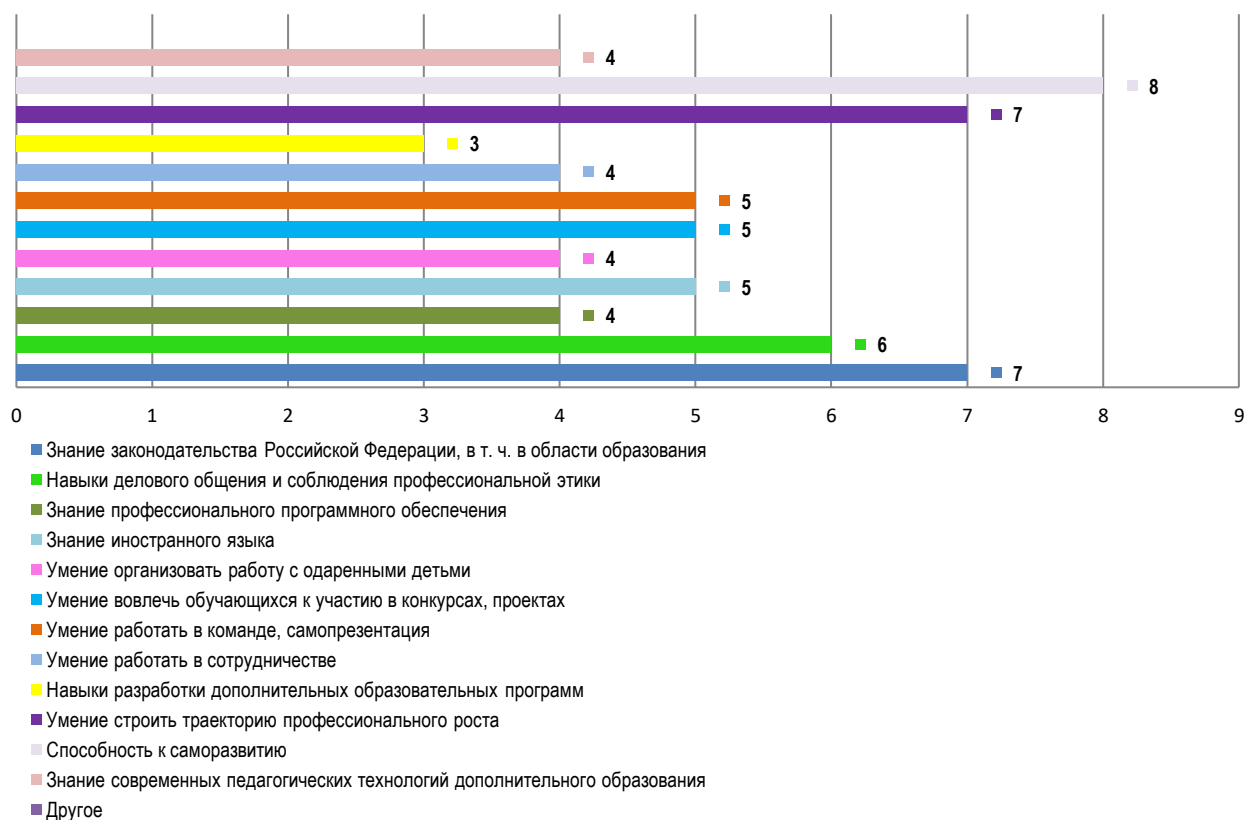 4
8
7
3
4
5
5
4
5
4
6
7
0 1 2 3 4 5 6 7 8 9
Знание законодательства Российской Федерации, в т. ч. в области образования
Навыки делового общения и соблюдения профессиональной этики
Знание профессионального программного обеспечения
Знание иностранного языка
Умение организовать работу с одаренными детьми
Умение вовлечь обучающихся к участию в конкурсах, проектах
Умение работать в команде, самопрезентация
Умение работать в сотрудничестве
Навыки разработки дополнительных образовательных программ
Умение строить траекторию профессионального роста
Способность к саморазвитию
Знание современных педагогических технологий дополнительного образования
Другое